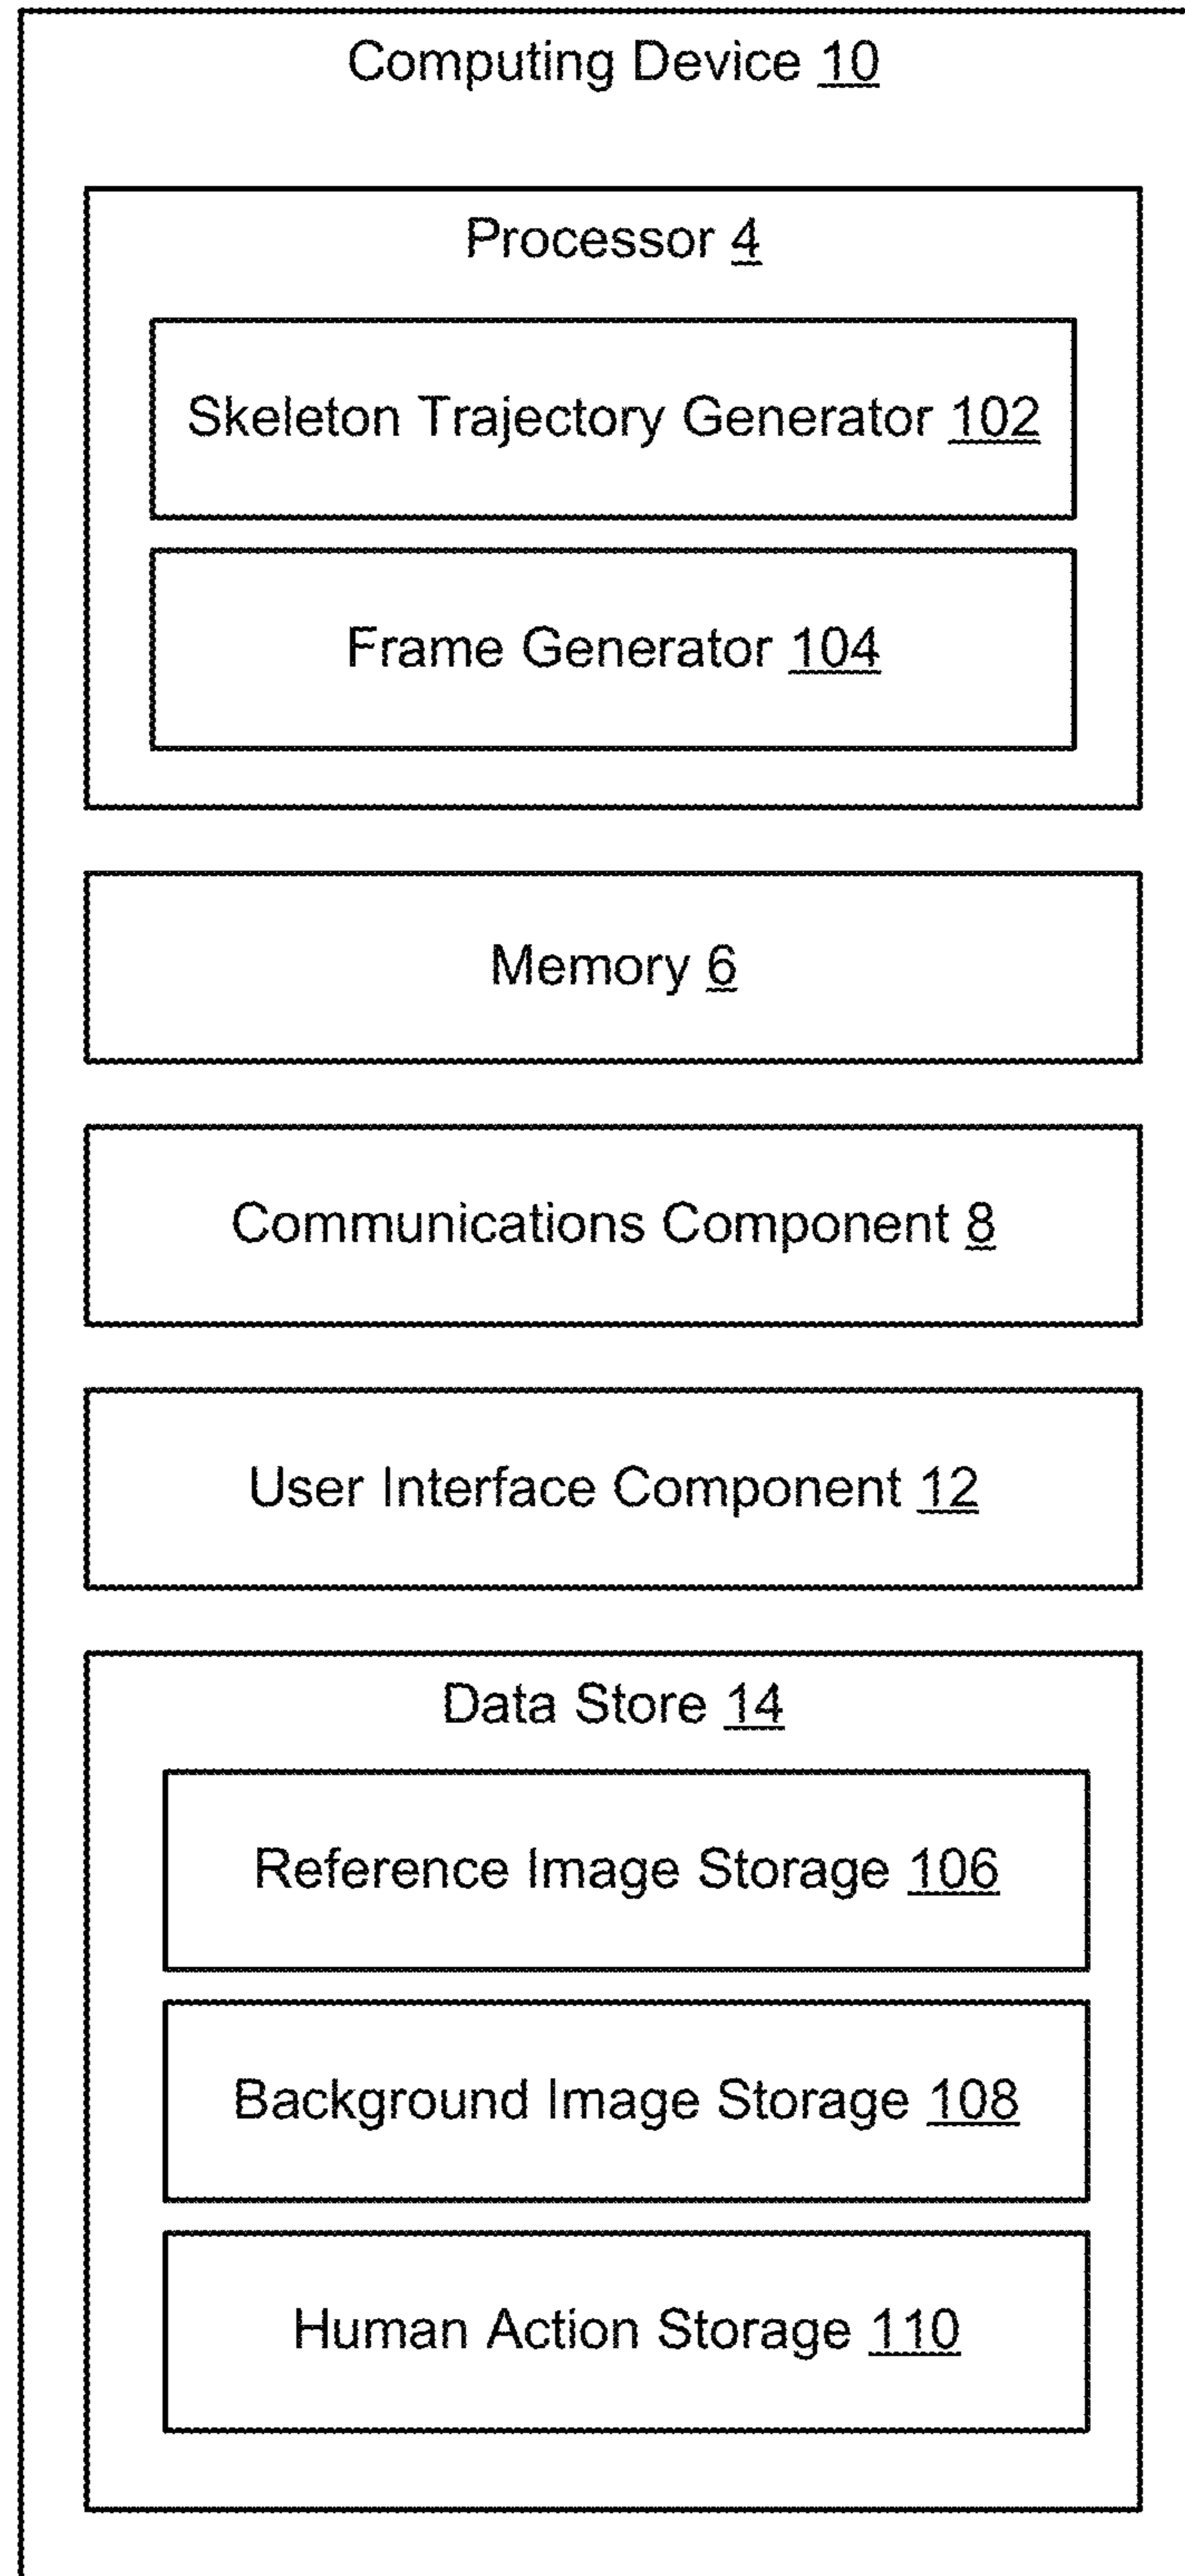 Computing Device 10
Processor 4
Skeleton Trajectory Generator 102
Frame Generator 104
Memory 6
Communications Component 8
User Interface Component 12
Data Store 14
Reference Image Storage 106
Background Image Storage 108
Human Action Storage 110